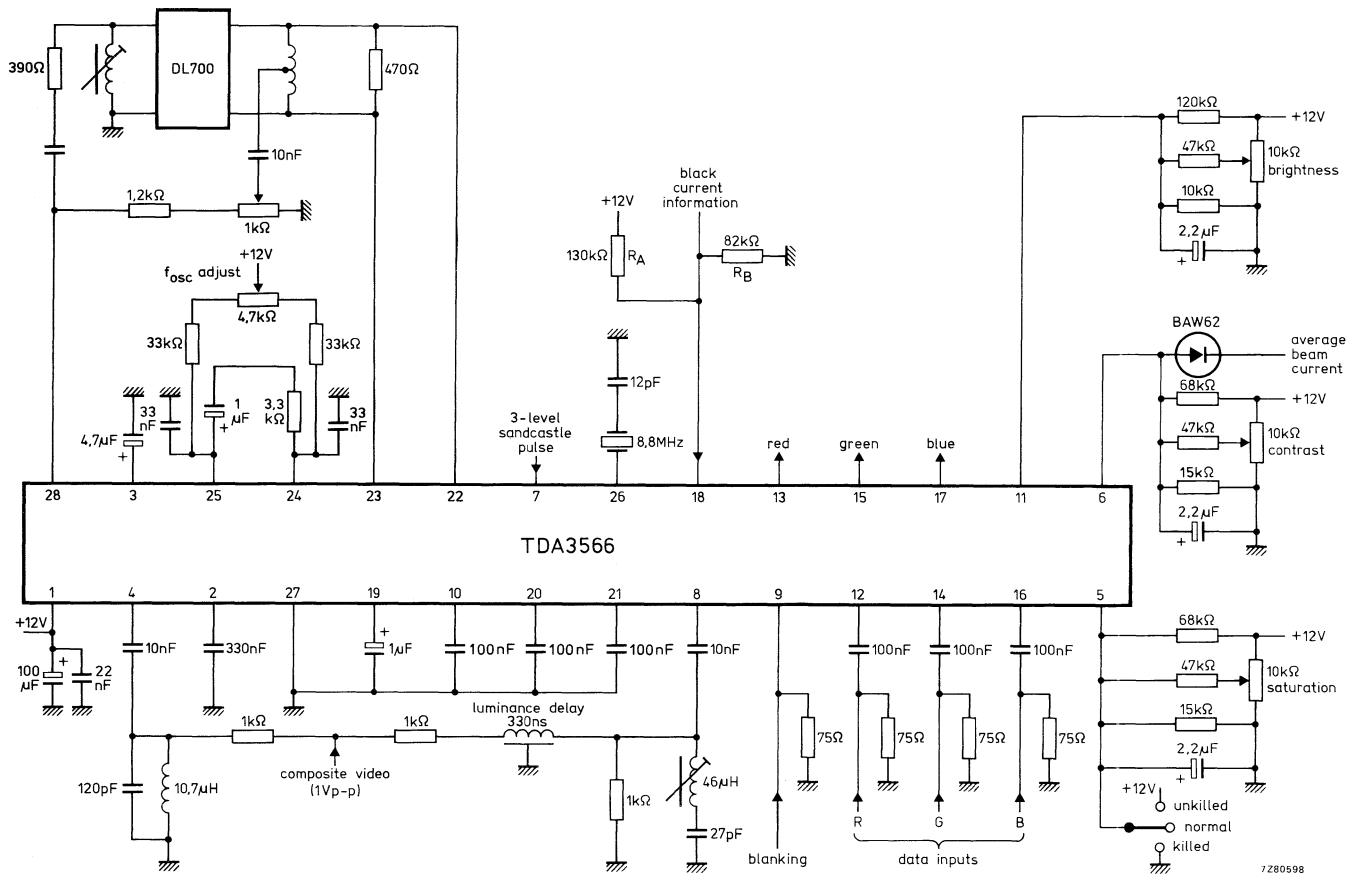 390Ω
DL700
470Ω
10nF
1,2kΩ
1kΩ
+12V
f_osc adjust
4,7kΩ
33kΩ
33kΩ
1
μF
+
3,3
kΩ
33
nF
33
nF
4,7μF
+
3-level
sandcastle
pulse
+12V
130kΩ
R_A
black
current
information
82kΩ
R_B
12pF
8,8MHz
red
green
blue
120kΩ
+12V
47kΩ
10kΩ
brightness
10kΩ
2,2μF
+
BAW62
average
beam
current
68kΩ
+12V
47kΩ
10kΩ
contrast
15kΩ
2,2μF
+
28
3
25
24
23
22
7
26
18
13
15
17
11
6
TDA3566
1
4
2
27
19
10
20
21
8
9
12
14
16
5
+12V
100
μF
+
22
nF
10nF
330nF
+
1μF
100nF
100nF
100nF
10nF
100nF
100nF
100nF
luminance delay
330ns
1kΩ
1kΩ
composite video
(1Vp-p)
120pF
10,7μH
1kΩ
46μH
27pF
75Ω
75Ω
75Ω
75Ω
blanking
R
G
B
data inputs
68kΩ
+12V
47kΩ
10kΩ
saturation
15kΩ
2,2μF
+
+12V
unkilled
normal
killed
7Z80598